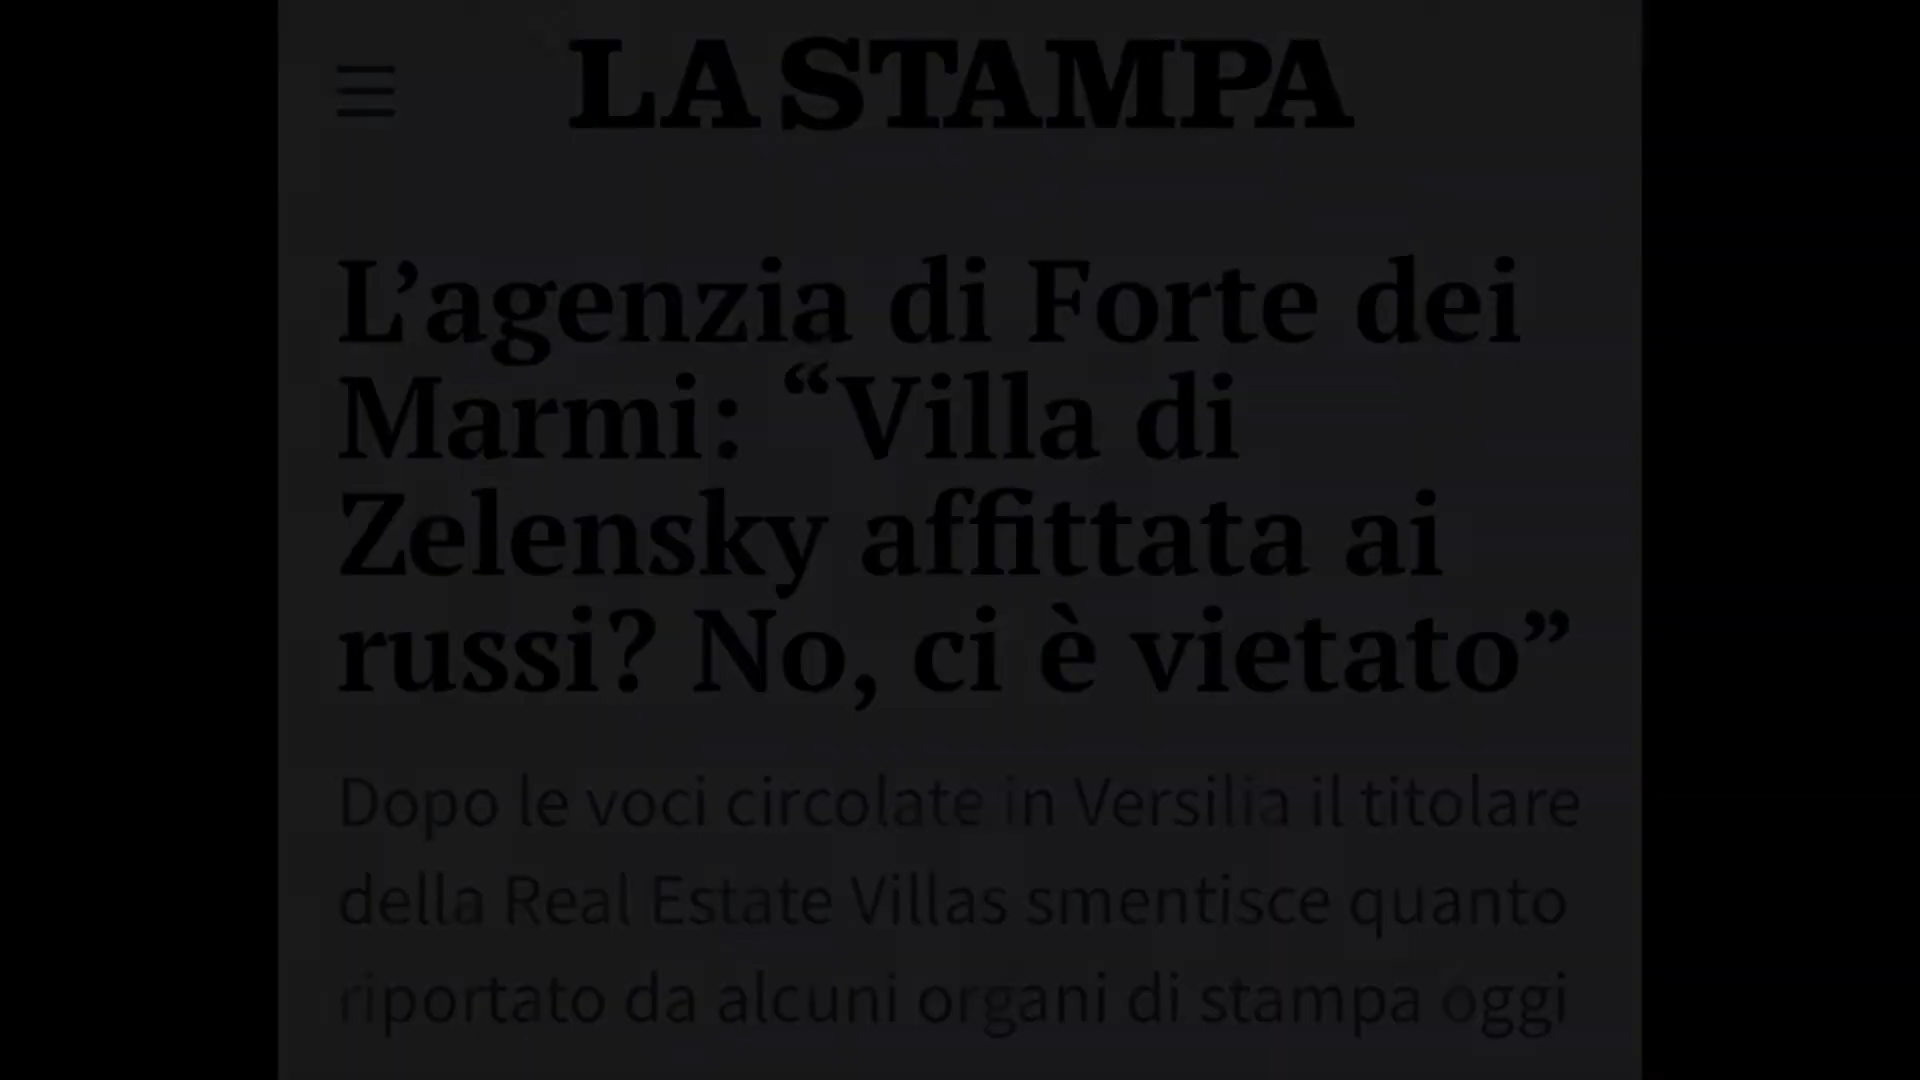 LA STAMPA
L’agenzia di Forte dei
Marmi: “Villa di
Zelensky affittata ai
russi? No, ci è vietato”
Dopo le voci circolate in Versilia il titolare
della Real Estate Villas smentisce quanto
riportato da alcuni organi di stampa oggi